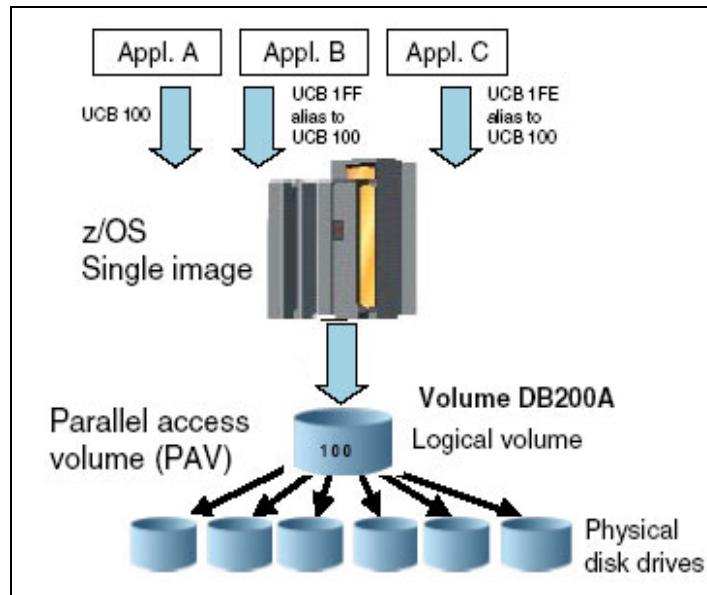 Appl. A
Appl. B
Appl. C
UCB 100
UCB 1FF
alias to
UCB 100
UCB 1FE
alias to
UCB 100
z/OS
Single image
Volume DB200A
Logical volume
Parallel access
volume (PAV)
100
Physical
disk drives